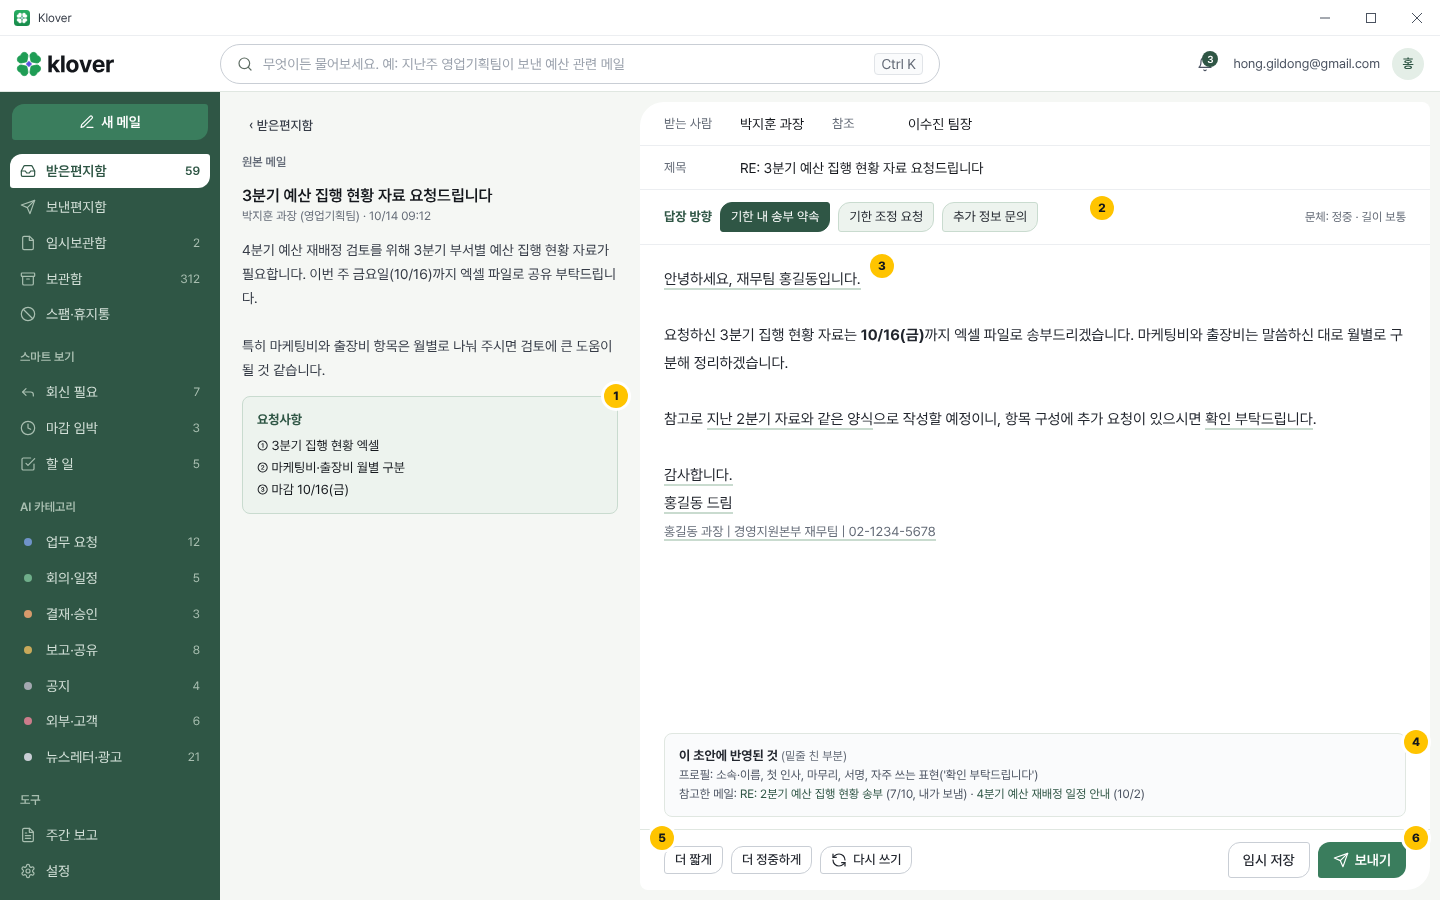 Klover
klover
무엇이든 물어보세요. 예: 지난주 영업기획팀이 보낸 예산 관련 메일
Ctrl K
3
hong.gildong@gmail.com
홍
새 메일
받은편지함 59
보낸편지함
임시보관함 2
보관함 312
스팸·휴지통
스마트 보기
회신 필요 7
마감 임박 3
할 일 5
AI 카테고리
업무 요청 12
회의·일정 5
결재·승인 3
보고·공유 8
공지 4
외부·고객 6
뉴스레터·광고 21
도구
주간 보고
설정
‹ 받은편지함
원본 메일
3분기 예산 집행 현황 자료 요청드립니다
박지훈 과장 (영업기획팀) · 10/14 09:12
4분기 예산 재배정 검토를 위해 3분기 부서별 예산 집행 현황 자료가
필요합니다. 이번 주 금요일(10/16)까지 엑셀 파일로 공유 부탁드립니
다.
특히 마케팅비와 출장비 항목은 월별로 나눠 주시면 검토에 큰 도움이
될 것 같습니다.
1
요청사항
① 3분기 집행 현황 엑셀
② 마케팅비·출장비 월별 구분
③ 마감 10/16(금)
받는 사람 박지훈 과장 참조 이수진 팀장
제목 RE: 3분기 예산 집행 현황 자료 요청드립니다
답장 방향 기한 내 송부 약속 기한 조정 요청 추가 정보 문의 2 문체: 정중 · 길이 보통
3
안녕하세요, 재무팀 홍길동입니다.
요청하신 3분기 집행 현황 자료는 10/16(금)까지 엑셀 파일로 송부드리겠습니다. 마케팅비와 출장비는 말씀하신 대로 월별로 구
분해 정리하겠습니다.
참고로 지난 2분기 자료와 같은 양식으로 작성할 예정이니, 항목 구성에 추가 요청이 있으시면 확인 부탁드립니다.
감사합니다.
홍길동 드림
홍길동 과장 | 경영지원본부 재무팀 | 02-1234-5678
4
이 초안에 반영된 것 (밑줄 친 부분)
프로필: 소속·이름, 첫 인사, 마무리, 서명, 자주 쓰는 표현('확인 부탁드립니다')
참고한 메일: RE: 2분기 예산 집행 현황 송부 (7/10, 내가 보냄) · 4분기 예산 재배정 일정 안내 (10/2)
5
6
더 짧게 더 정중하게 다시 쓰기 임시 저장 보내기